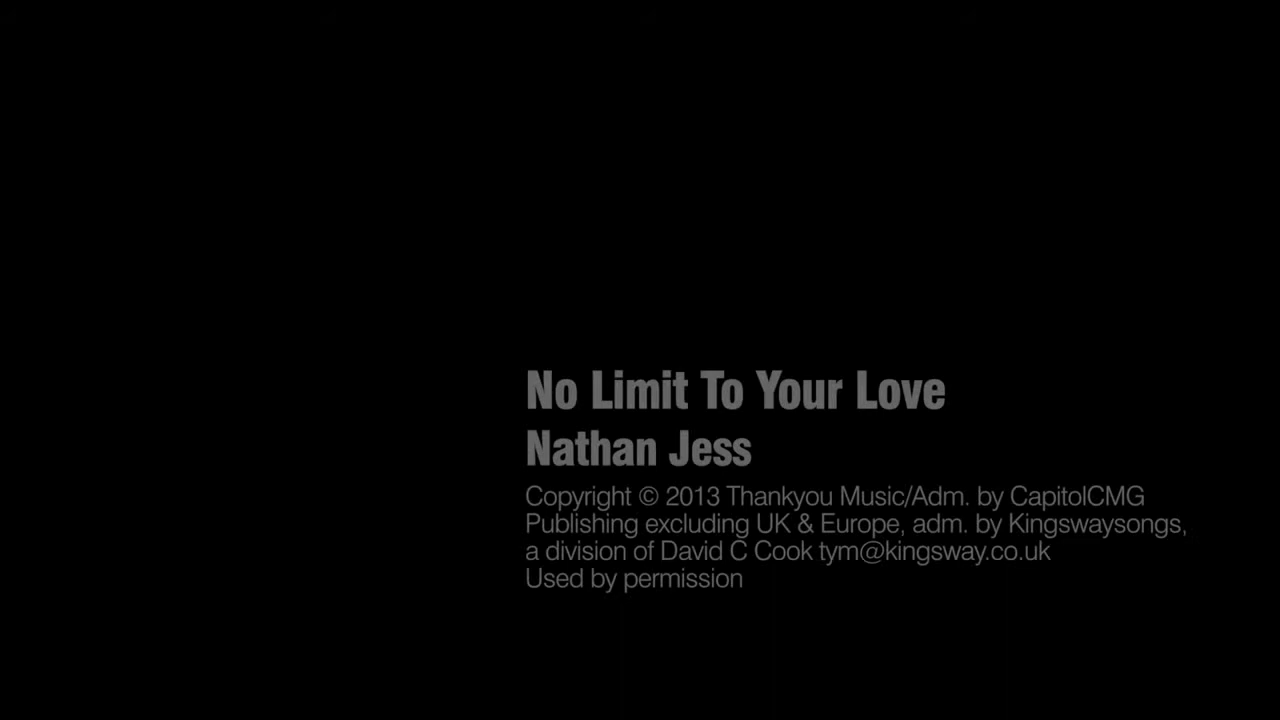 No Limit To Your Love
Nathan Jess
Copyright © 2013 Thankyou Music/Adm. by CapitolCMG
Publishing excluding UK & Europe, adm. by Kingswaysongs,
a division of David C Cook tym@kingsway.co.uk
Used by permission